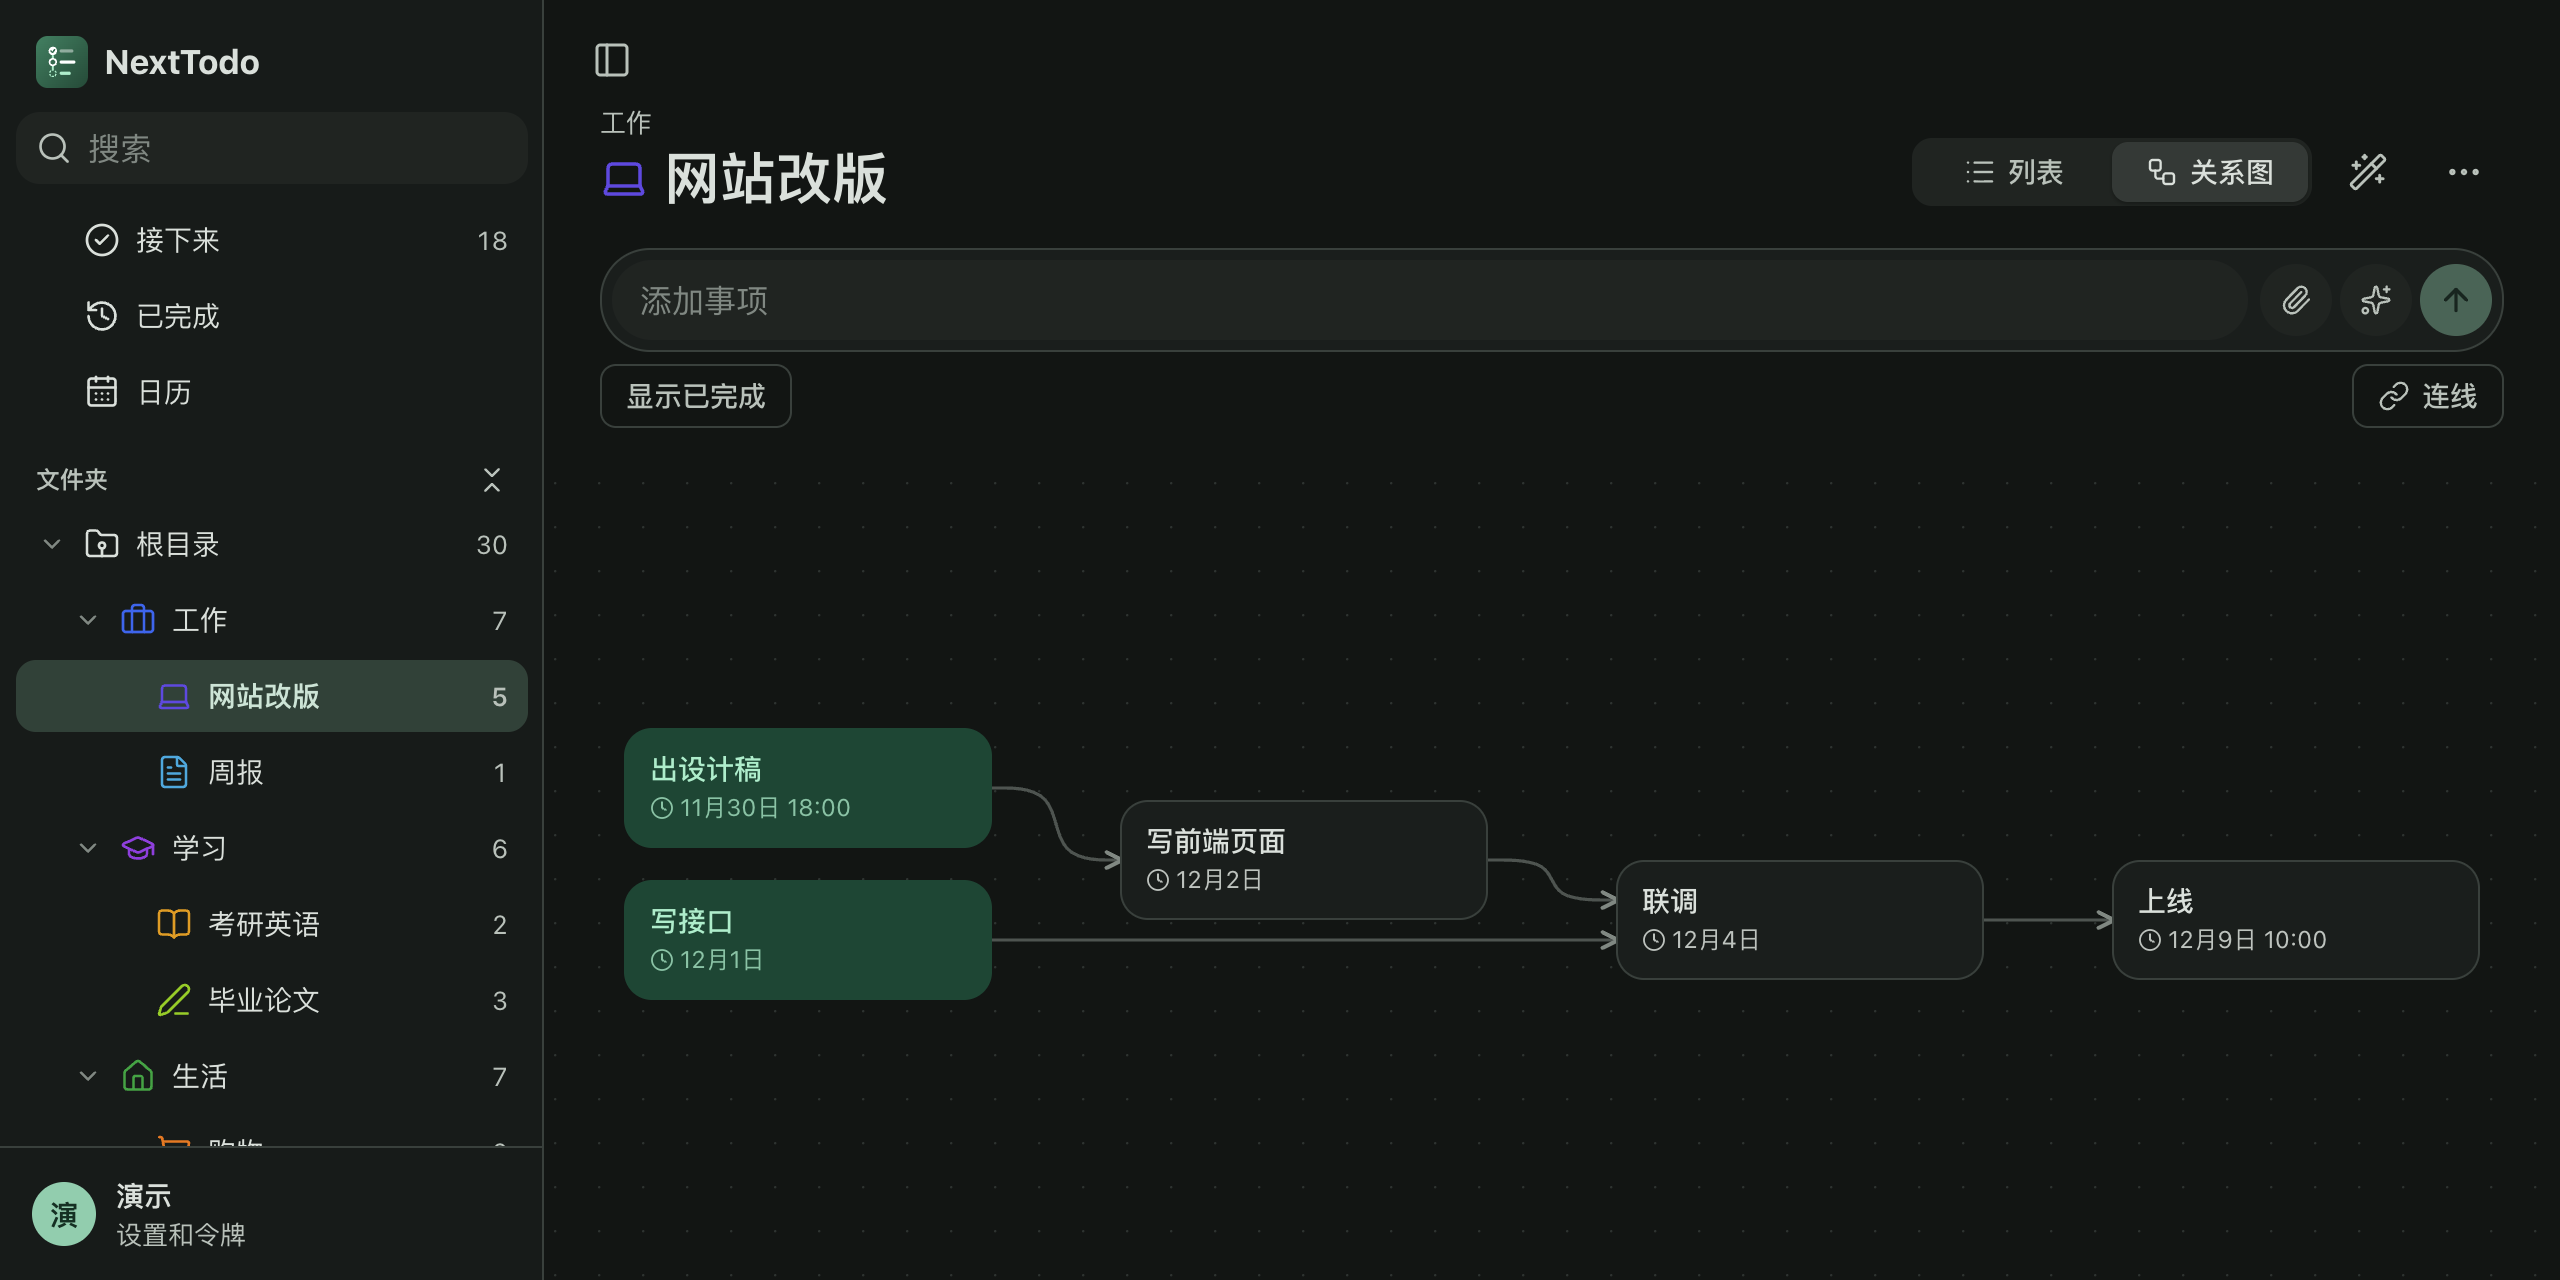 NextTodo
搜索
接下来 18
已完成
日历
文件夹
根目录 30
工作 7
网站改版 5
周报 1
学习 6
考研英语 2
毕业论文 3
生活 7
演
演示
设置和令牌
工作
网站改版
列表
关系图
添加事项
显示已完成
连线
出设计稿
11月30日 18:00
写接口
12月1日
写前端页面
12月2日
联调
12月4日
上线
12月9日 10:00